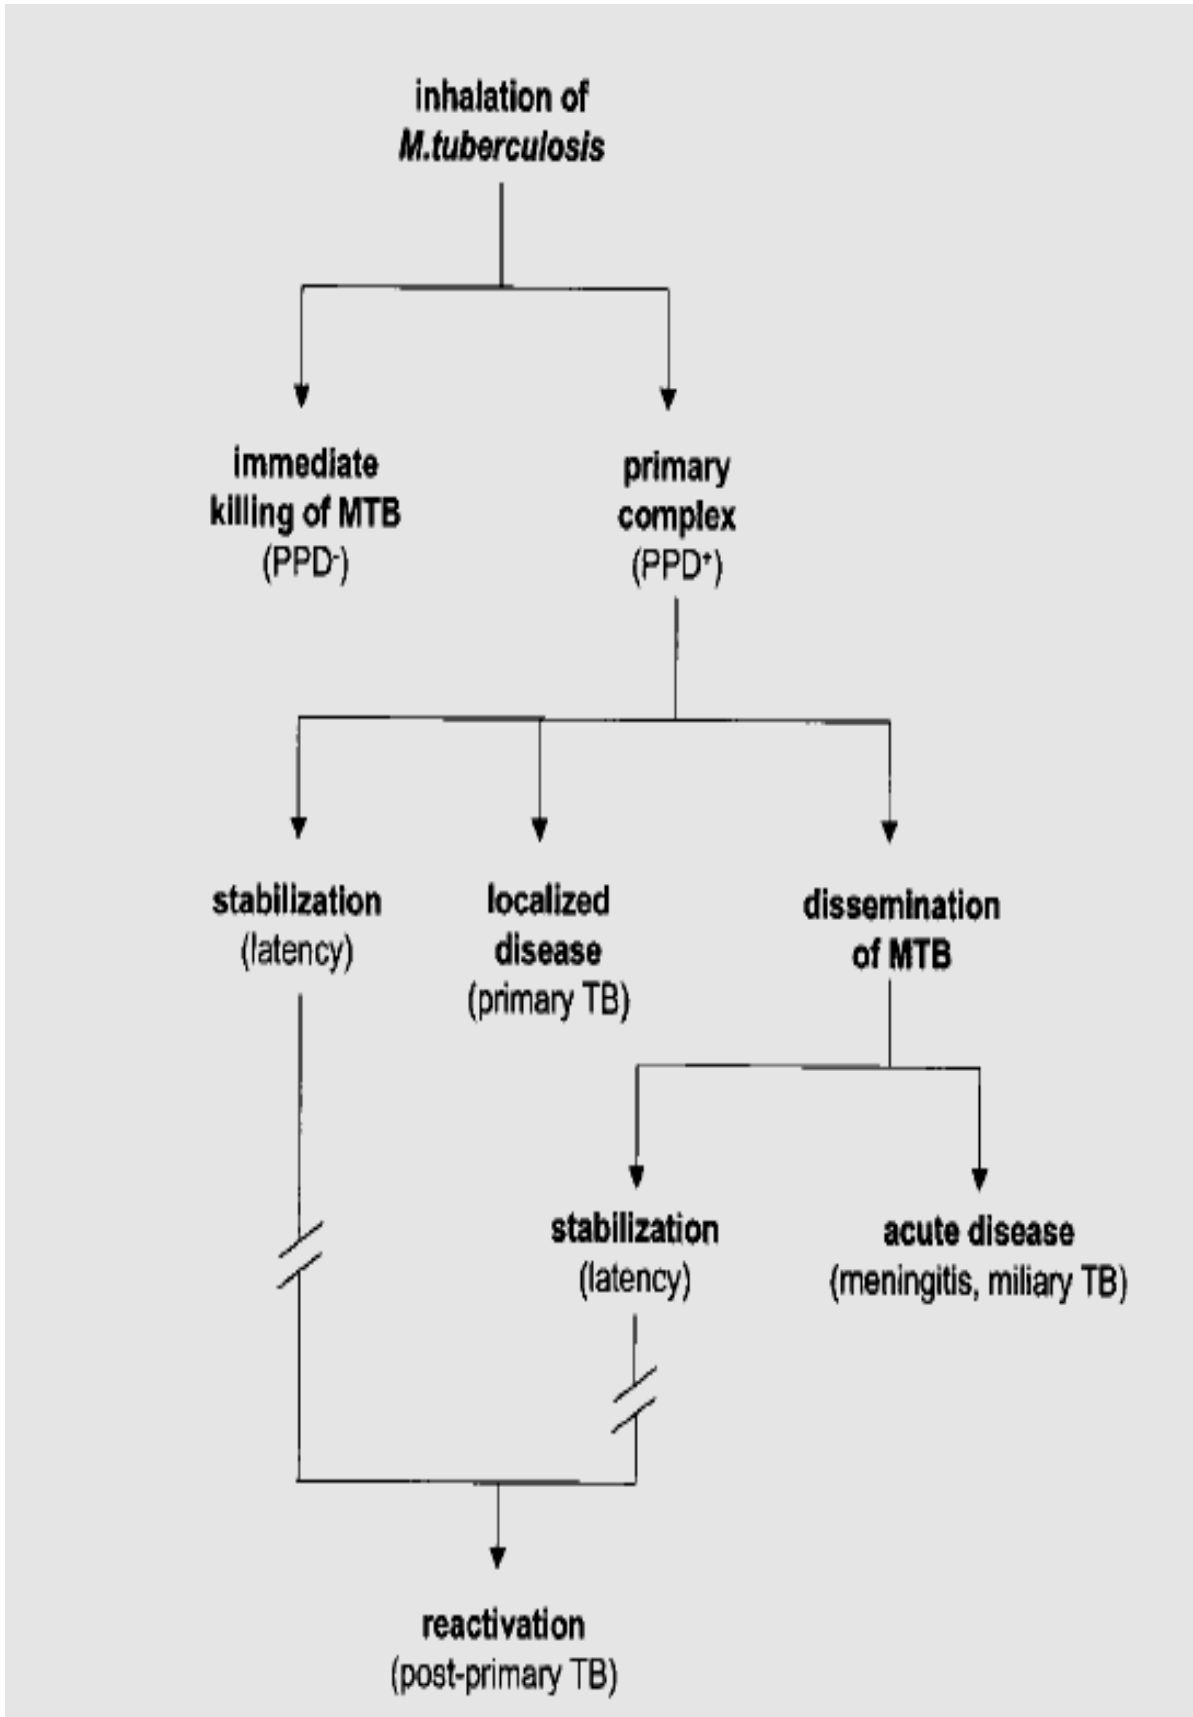 inhalation of
M.tuberculosis
immediate
killing of MTB
(PPD⁻)
primary
complex
(PPD⁺)
stabilization
(latency)
localized
disease
(primary TB)
dissemination
of MTB
stabilization
(latency)
acute disease
(meningitis, miliary TB)
reactivation
(post-primary TB)